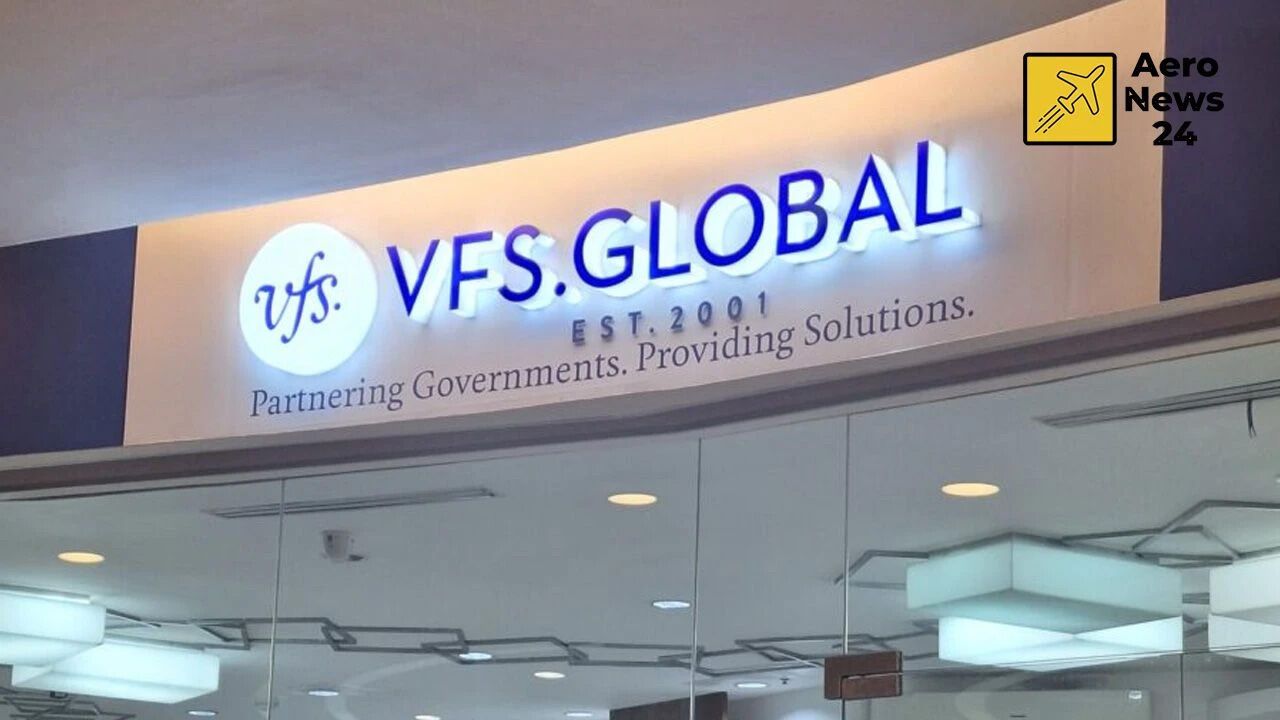 Aero
News
24
vfs.
VFS.GLOBAL
EST. 2001
Partnering Governments. Providing Solutions.